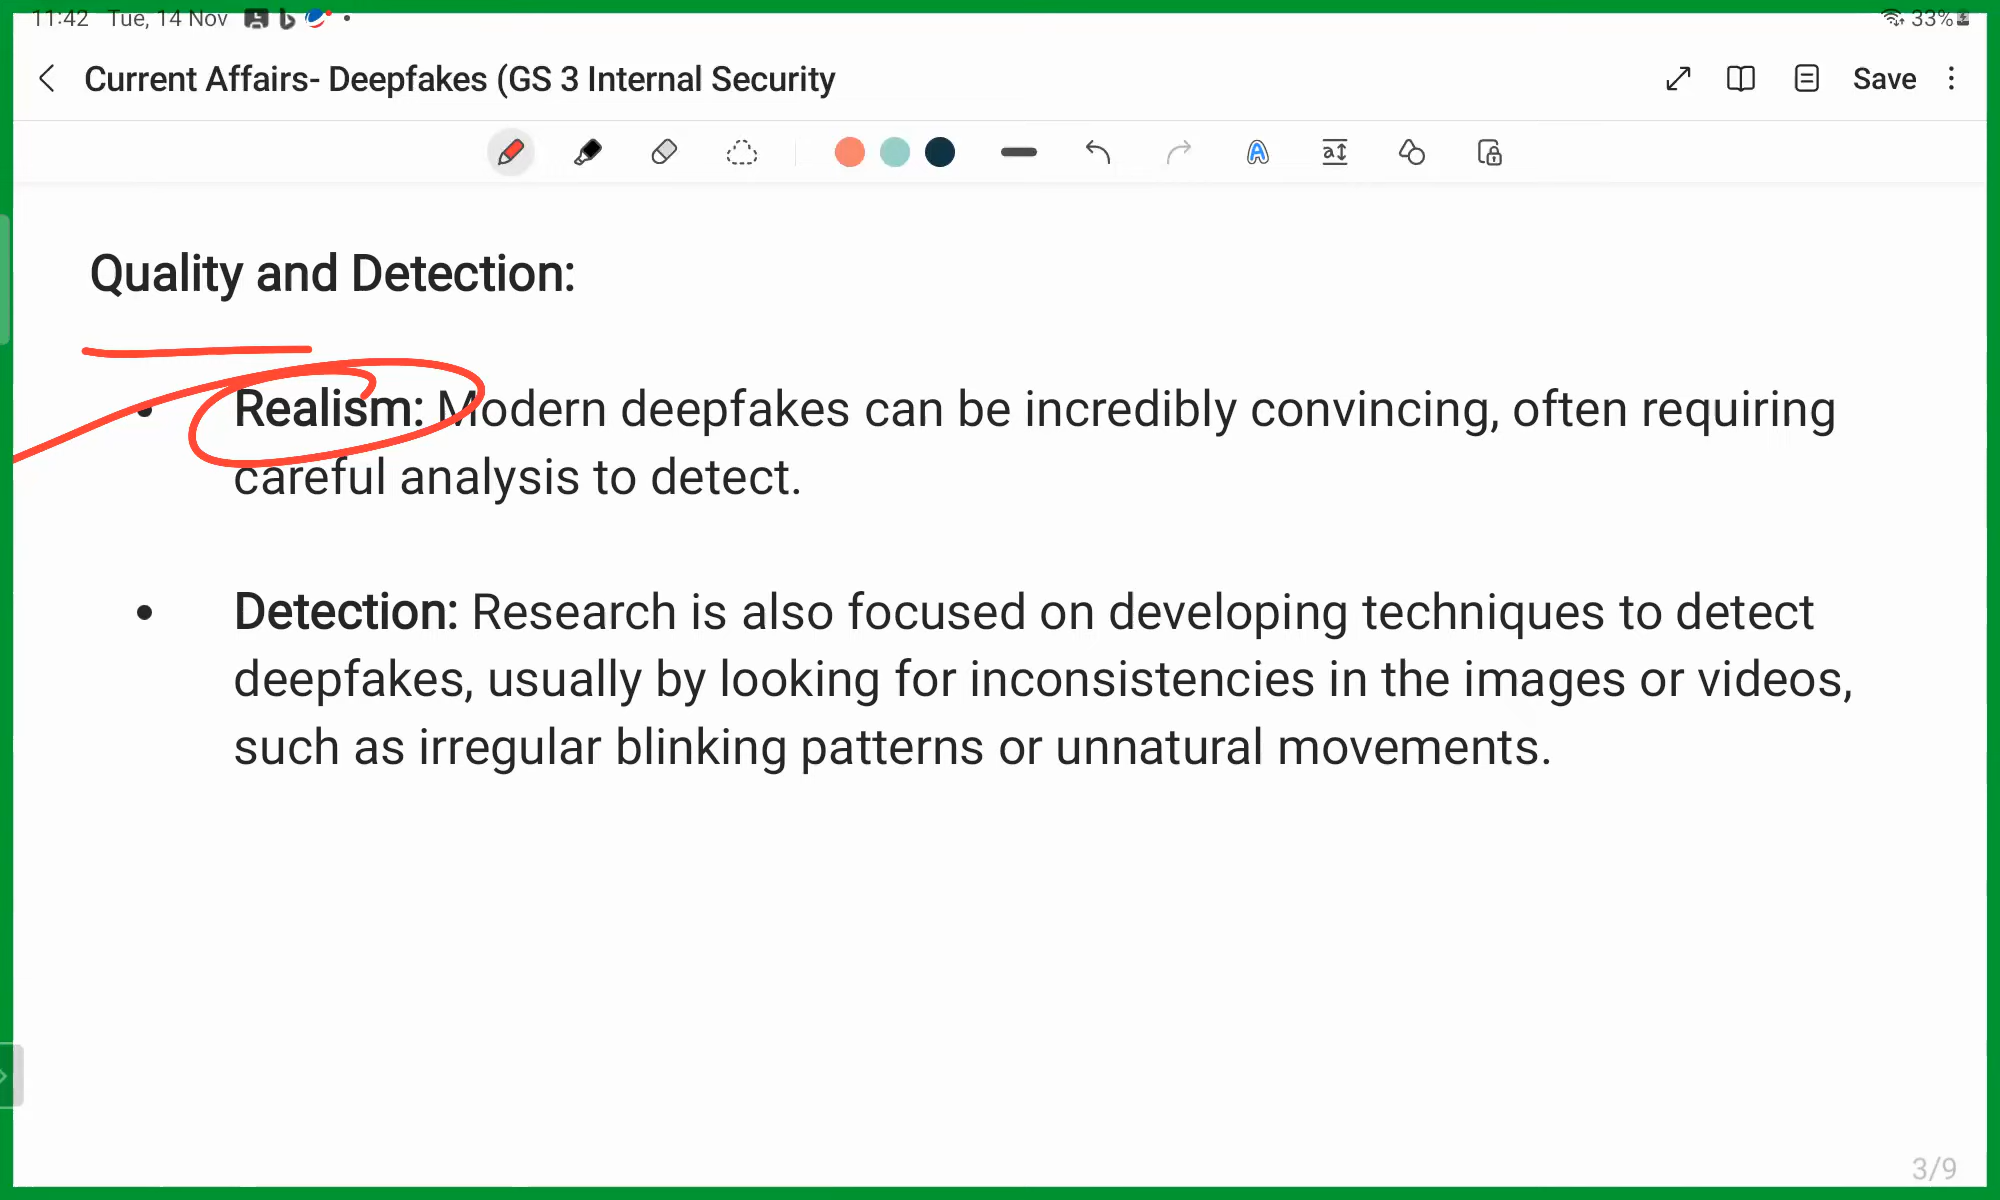 11:42 Tue, 14 Nov
33%
Current Affairs- Deepfakes (GS 3 Internal Security
Save
Quality and Detection:
• Realism: Modern deepfakes can be incredibly convincing, often requiring
careful analysis to detect.
• Detection: Research is also focused on developing techniques to detect
deepfakes, usually by looking for inconsistencies in the images or videos,
such as irregular blinking patterns or unnatural movements.
3/9